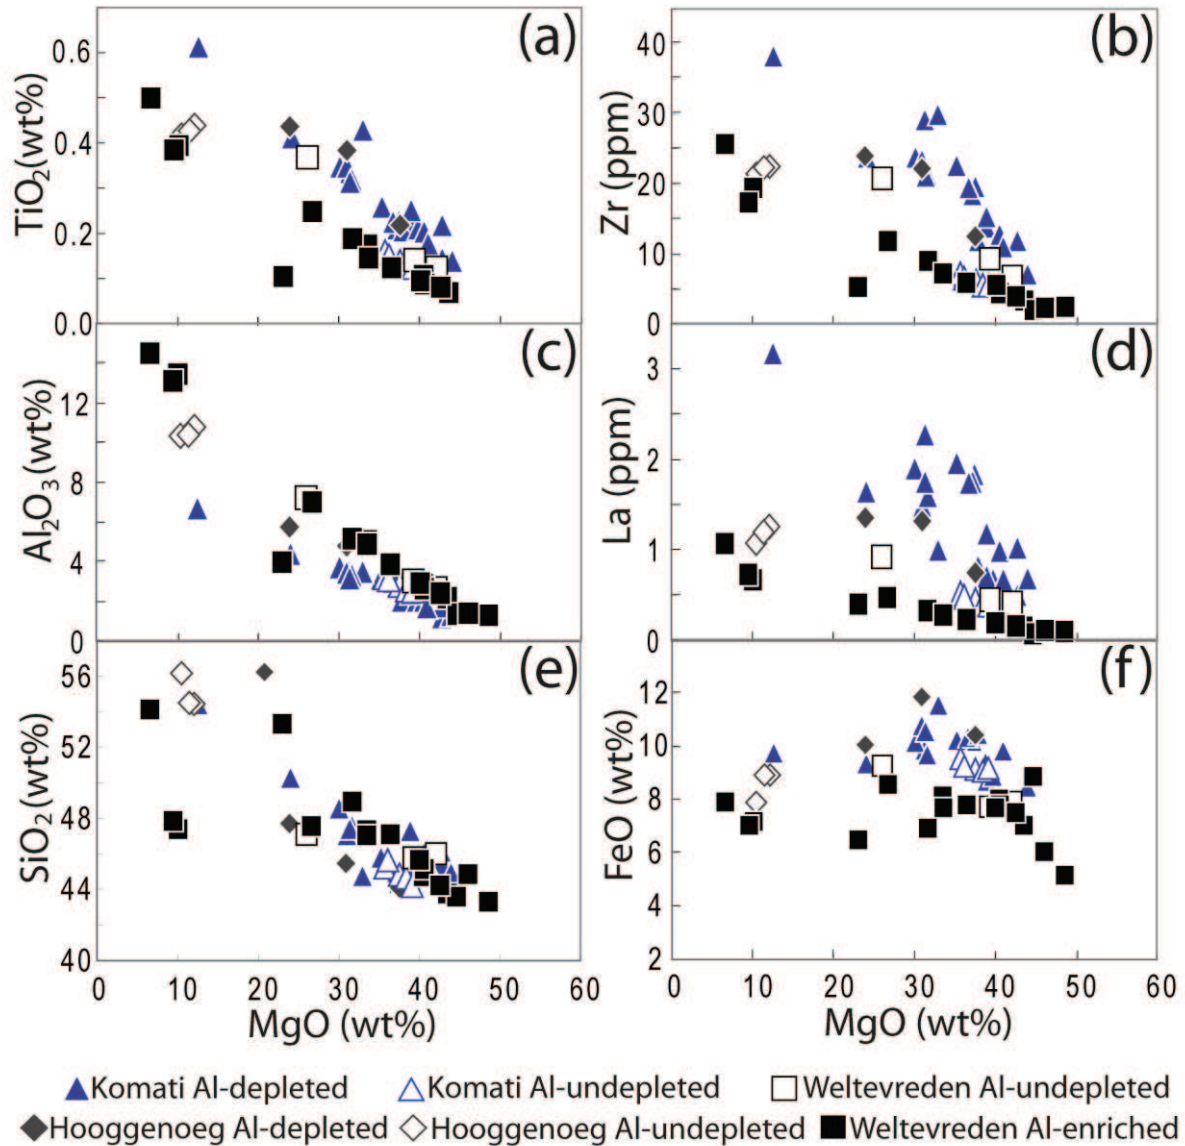 (a)
TiO2(wt%)
0.6
0.4
0.2
0.0
(b)
Zr (ppm)
40
30
20
10
0
(c)
Al2O3(wt%)
0.0
12
8
4
0
(d)
La (ppm)
3
2
1
0
(e)
SiO2(wt%)
56
52
48
44
40
0 10 20 30 40 50 60
MgO (wt%)
(f)
FeO (wt%)
12
10
8
6
4
2
0 10 20 30 40 50 60
MgO (wt%)
Komati Al-depleted Komati Al-undepleted Weltevreden Al-undepleted
Hooggenoeg Al-depleted Hooggenoeg Al-undepleted Weltevreden Al-enriched